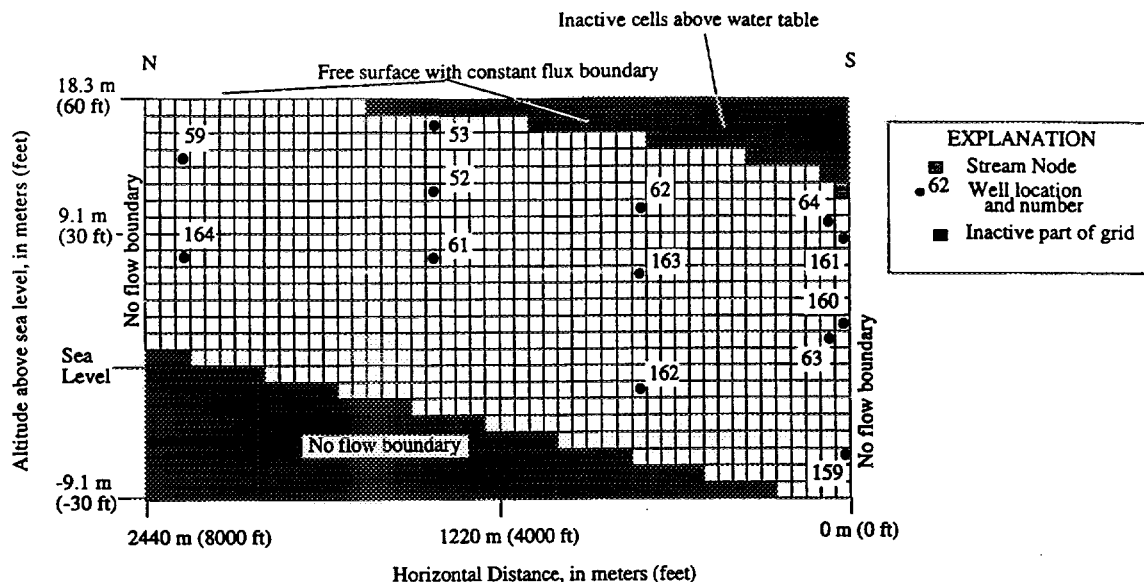 Inactive cells above water table
N
S
Free surface with constant flux boundary
18.3 m
(60 ft)
59
53
EXPLANATION
Stream Node
62 Well location
and number
Inactive part of grid
52
62
64
9.1 m
(30 ft)
164
61
163
161
160
Sea
Level
63
162
No flow boundary
No flow boundary
No flow boundary
159
-9.1 m
(-30 ft)
2440 m (8000 ft)
1220 m (4000 ft)
0 m (0 ft)
Horizontal Distance, in meters (feet)
Altitude above sea level, in meters (feet)